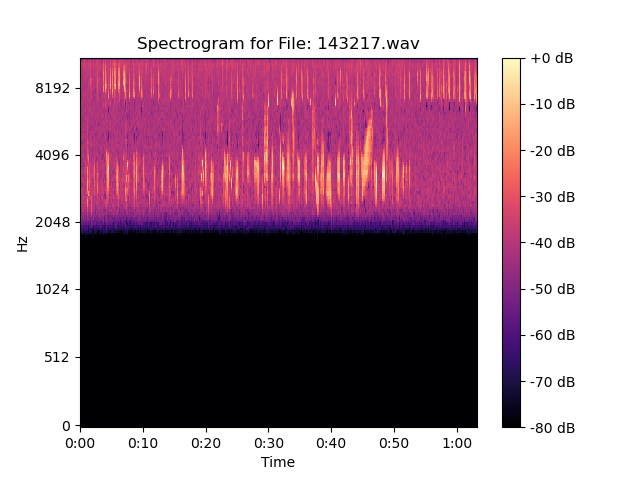 Spectrogram for File: 143217.wav
8192
4096
2048
1024
512
0
Hz
0:00 0:10 0:20 0:30 0:40 0:50 1:00
Time
+0 dB
-10 dB
-20 dB
-30 dB
-40 dB
-50 dB
-60 dB
-70 dB
-80 dB